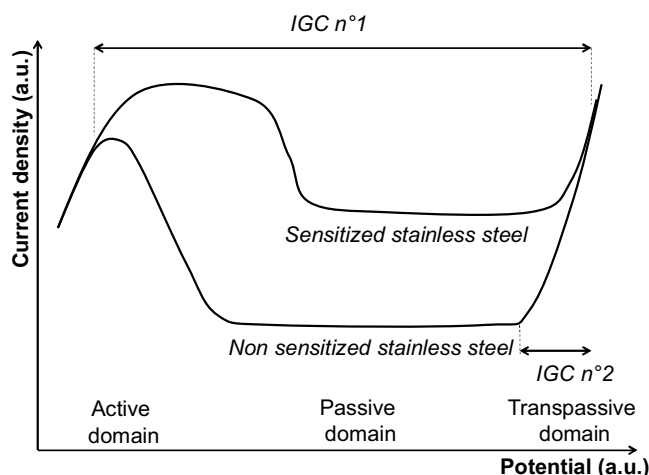 IGC n°1
Current density (a.u.)
Sensitized stainless steel
Non sensitized stainless steel
IGC n°2
Active
domain
Passive
domain
Transpassive
domain
Potential (a.u.)